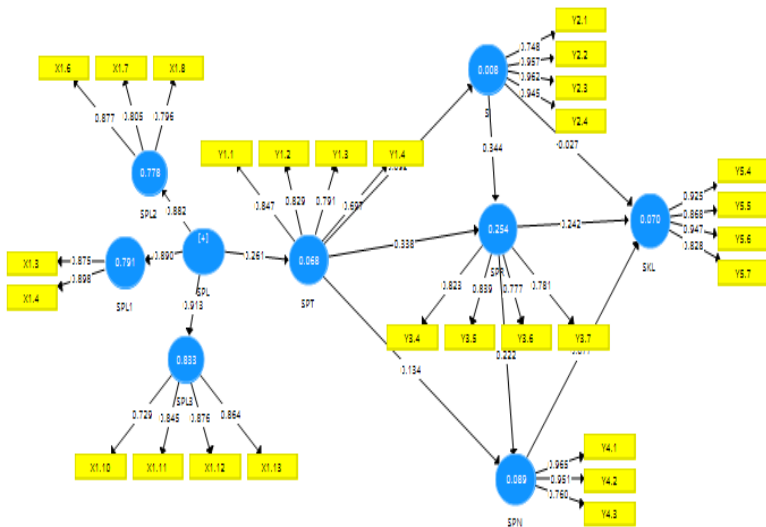 Y2.1
0.748
0.008
0.957
Y2.2
0.962
Y2.3
0.945
Y2.4
X1.6
X1.7
X1.8
0.877
0.805
0.796
0.778
SPL2
0.882
Y1.1
Y1.2
Y1.3
Y1.4
0.847
0.829
0.791
0.344
-0.027
Y5.4
0.925
0.868
Y5.5
0.947
Y5.6
0.828
Y5.7
0.070
SKL
0.242
0.254
0.338
X1.3
0.875
X1.4
0.898
0.791
SPL1
0.890
[+]
SPL
0.261
0.068
SPT
0.913
0.823
0.839
0.777
0.781
Y3.4
Y3.5
Y3.6
Y3.7
0.222
0.134
0.833
SPL3
0.729
0.845
0.876
0.864
X1.10
X1.11
X1.12
X1.13
0.089
SPN
0.965
Y4.1
0.951
Y4.2
0.760
Y4.3